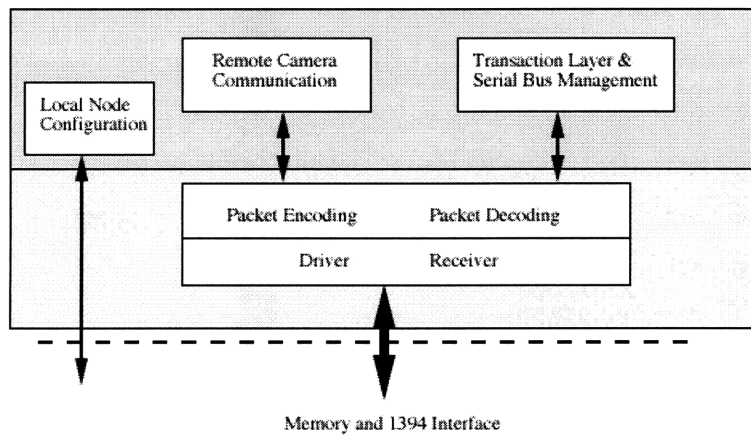 Remote Camera
Communication
Transaction Layer &
Serial Bus Management
Local Node
Configuration
Packet Encoding
Packet Decoding
Driver
Receiver
Memory and 1394 Interface